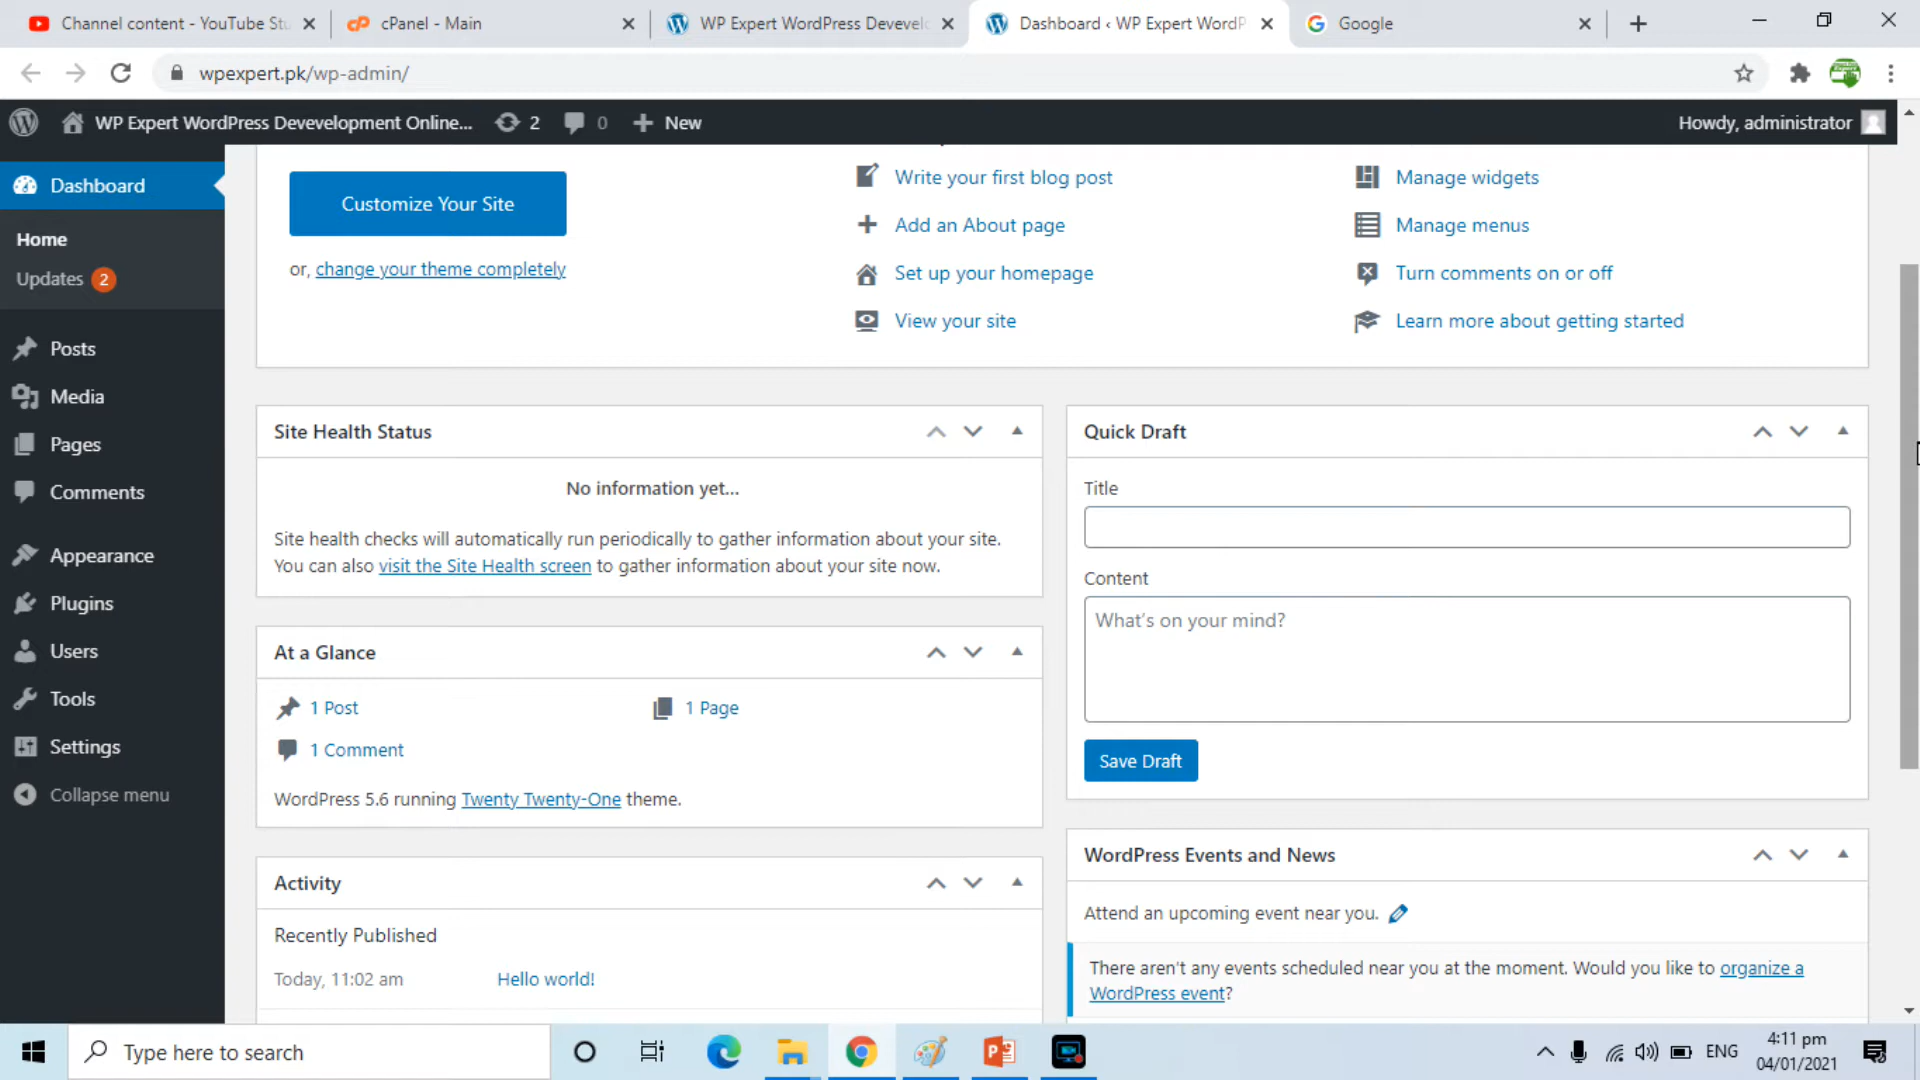 Channel content - YouTube Stu
cPanel - Main
WP Expert WordPress Devevelo
Dashboard ‹ WP Expert WordP
Google
wpexpert.pk/wp-admin/
WP Expert WordPress Devevelopment Online...
2
0
New
Howdy, administrator
Dashboard
Home
Updates 2
Posts
Media
Pages
Comments
Appearance
Plugins
Users
Tools
Settings
Collapse menu
Customize Your Site
or, change your theme completely
Write your first blog post
Add an About page
Set up your homepage
View your site
Manage widgets
Manage menus
Turn comments on or off
Learn more about getting started
Site Health Status
No information yet...
Site health checks will automatically run periodically to gather information about your site.
You can also visit the Site Health screen to gather information about your site now.
At a Glance
1 Post
1 Page
1 Comment
WordPress 5.6 running Twenty Twenty-One theme.
Activity
Recently Published
Today, 11:02 am
Hello world!
Quick Draft
Title
Content
What's on your mind?
Save Draft
WordPress Events and News
Attend an upcoming event near you.
There aren't any events scheduled near you at the moment. Would you like to organize a
WordPress event?
Type here to search
ENG
4:11 pm
04/01/2021